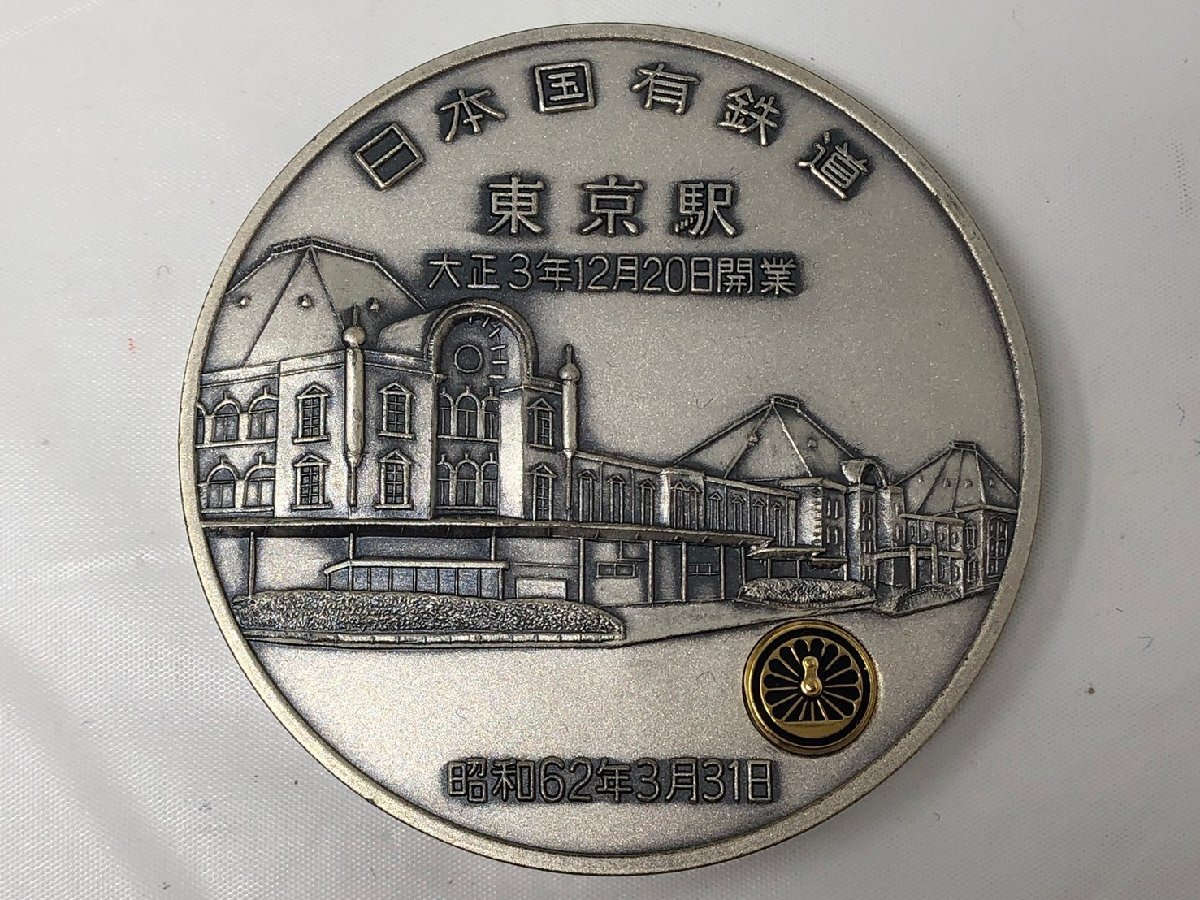 日本国有鉄道
東京駅
大正3年12月20日開業
昭和62年3月31日